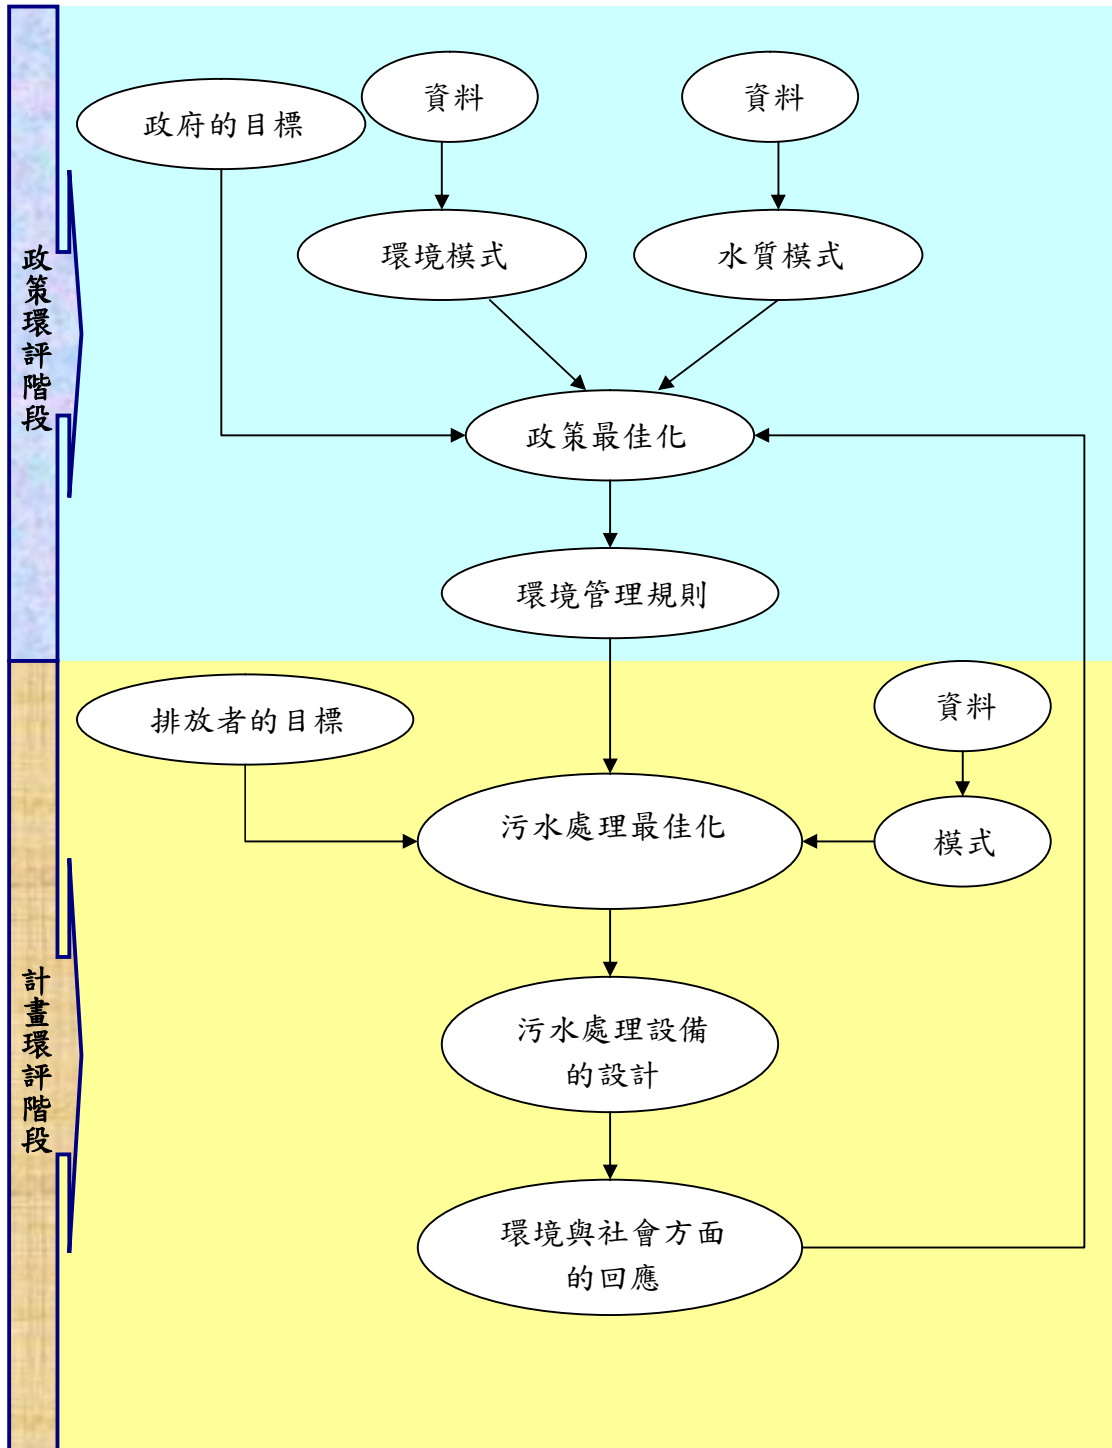 資料
資料
政府的目標
環境模式
水質模式
政策環評階段
政策最佳化
環境管理規則
資料
排放者的目標
污水處理最佳化
模式
計畫環評階段
污水處理設備
的設計
環境與社會方面
的回應